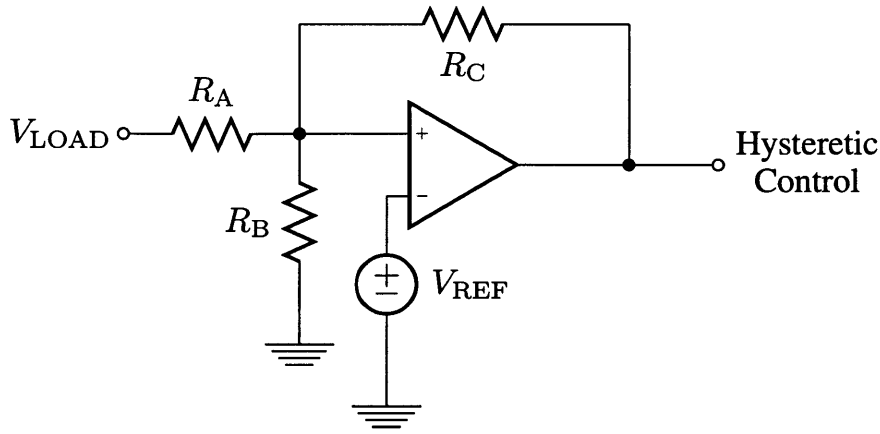 R_C
R_A
V_LOAD
+
−
Hysteretic
Control
R_B
+
−
V_REF